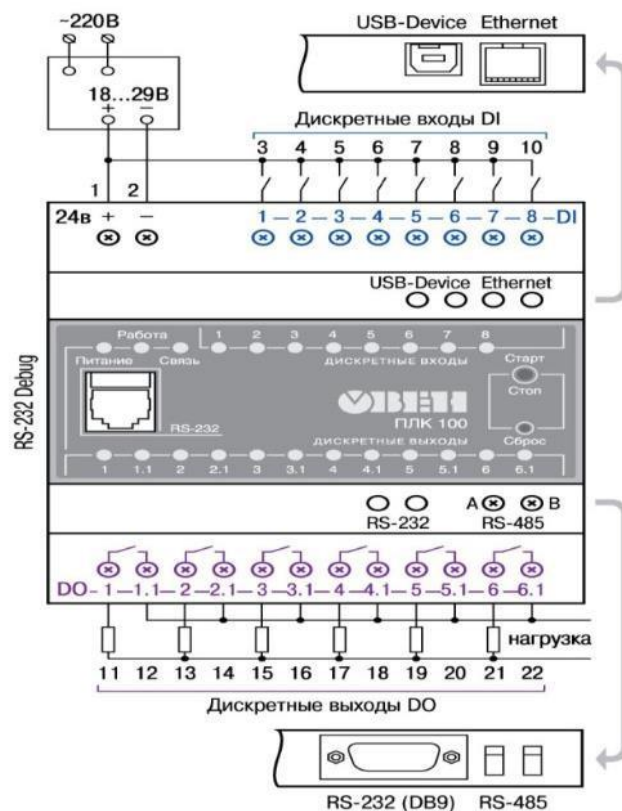 ~220В
USB-Device Ethernet
18...29В
+ −
Дискретные входы DI
3 4 5 6 7 8 9 10
1 2
24в + −
1 — 2 — 3 — 4 — 5 — 6 — 7 — 8 —DI
USB-Device Ethernet
Работа
1 2 3 4 5 6 7 8
Питание Связь
ДИСКРЕТНЫЕ ВХОДЫ
Старт
Стоп
RS-232 Debug
ОВЕН
ПЛК 100
RS-232
ДИСКРЕТНЫЕ ВЫХОДЫ
Сброс
1 1.1 2 2.1 3 3.1 4 4.1 5 5.1 6 6.1
A B
RS-232 RS-485
DO- 1 —1.1— 2 —2.1— 3 —3.1— 4 —4.1— 5 —5.1— 6 —6.1
нагрузка
11 12 13 14 15 16 17 18 19 20 21 22
Дискретные выходы DO
RS-232 (DB9) RS-485